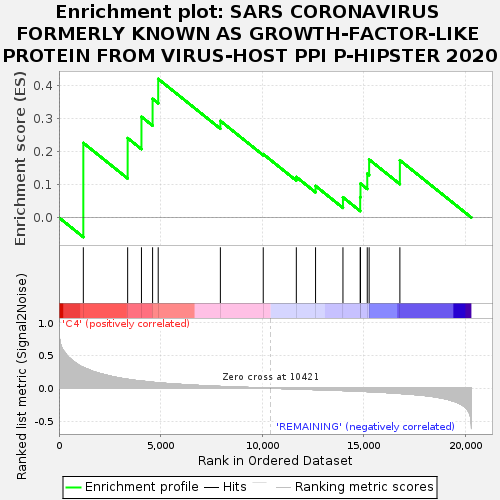 Enrichment plot: SARS CORONAVIRUS
FORMERLY KNOWN AS GROWTH-FACTOR-LIKE
PROTEIN FROM VIRUS-HOST PPI P-HIPSTER 2020
Enrichment score (ES)
0.4
0.3
0.2
0.1
0.0
'C4' (positively correlated)
Ranked list metric (Signal2Noise)
1.0
0.5
0.0
-0.5
Zero cross at 10421
'REMAINING' (negatively correlated)
0
5,000
10,000
15,000
20,000
Rank in Ordered Dataset
Enrichment profile
Hits
Ranking metric scores